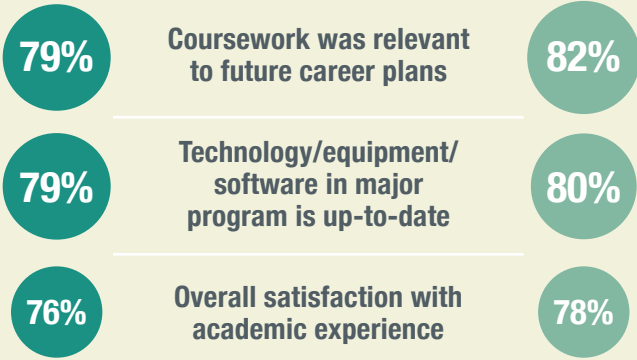 79%
Coursework was relevant
to future career plans
82%
79%
Technology/equipment/
software in major
program is up-to-date
80%
76%
Overall satisfaction with
academic experience
78%